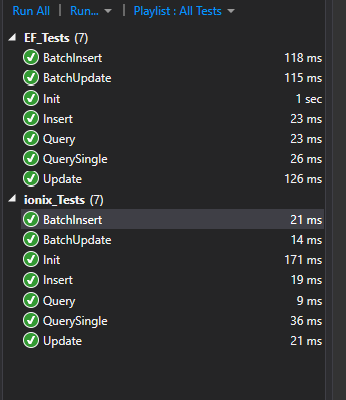 Run All | Run... | Playlist : All Tests
EF_Tests (7)
BatchInsert 118 ms
BatchUpdate 115 ms
Init 1 sec
Insert 23 ms
Query 23 ms
QuerySingle 26 ms
Update 126 ms
ionix_Tests (7)
BatchInsert 21 ms
BatchUpdate 14 ms
Init 171 ms
Insert 19 ms
Query 9 ms
QuerySingle 36 ms
Update 21 ms